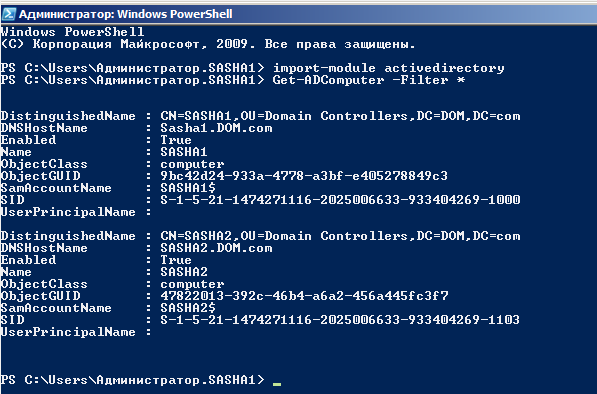 Администратор: Windows PowerShell
Windows PowerShell
(C) Корпорация Майкрософт, 2009. Все права защищены.
PS C:\Users\Администратор.SASHA1> import-module activedirectory
PS C:\Users\Администратор.SASHA1> Get-ADComputer -Filter *
DistinguishedName : CN=SASHA1,OU=Domain Controllers,DC=DOM,DC=com
DNSHostName : Sasha1.DOM.com
Enabled : True
Name : SASHA1
ObjectClass : computer
ObjectGUID : 9bc42d24-933a-4778-a3bf-e405278849c3
SamAccountName : SASHA1$
SID : S-1-5-21-1474271116-2025006633-933404269-1000
UserPrincipalName :
DistinguishedName : CN=SASHA2,OU=Domain Controllers,DC=DOM,DC=com
DNSHostName : SASHA2.DOM.com
Enabled : True
Name : SASHA2
ObjectClass : computer
ObjectGUID : 47822013-392c-46b4-a6a2-456a445fc3f7
SamAccountName : SASHA2$
SID : S-1-5-21-1474271116-2025006633-933404269-1103
UserPrincipalName :
PS C:\Users\Администратор.SASHA1> _